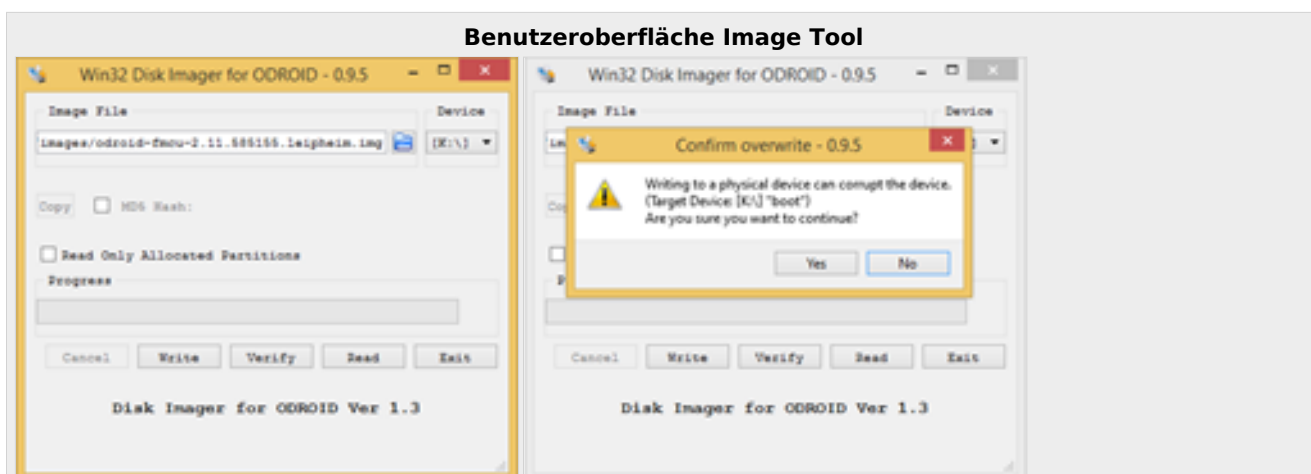 Benutzeroberfläche Image Tool
Win32 Disk Imager for ODROID - 0.9.5
Image File
Device
images/odroid-fmcu-2.11.585155.leipheim.img
[K:\]
Copy
MD5 Hash:
Read Only Allocated Partitions
Progress
Cancel Write Verify Read Exit
Disk Imager for ODROID Ver 1.3
Win32 Disk Imager for ODROID - 0.9.5
Image File
Device
Confirm overwrite - 0.9.5
Writing to a physical device can corrupt the device.
(Target Device: [K:\] "boot")
Are you sure you want to continue?
Yes No
Cancel Write Verify Read Exit
Disk Imager for ODROID Ver 1.3